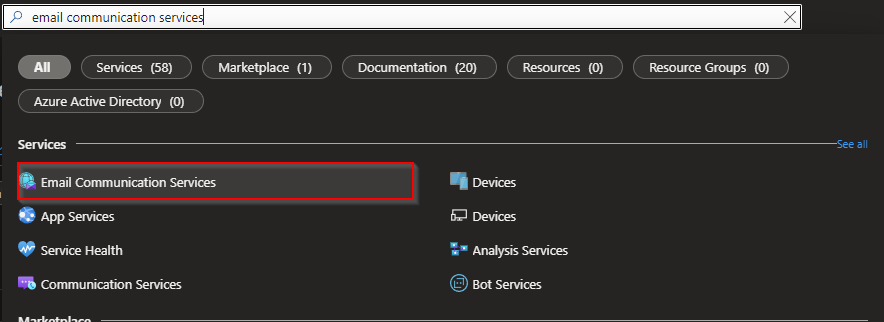 email communication services
All
Services (58)
Marketplace (1)
Documentation (20)
Resources (0)
Resource Groups (0)
Azure Active Directory (0)
Services
See all
Email Communication Services
Devices
App Services
Devices
Service Health
Analysis Services
Communication Services
Bot Services
Marketplace